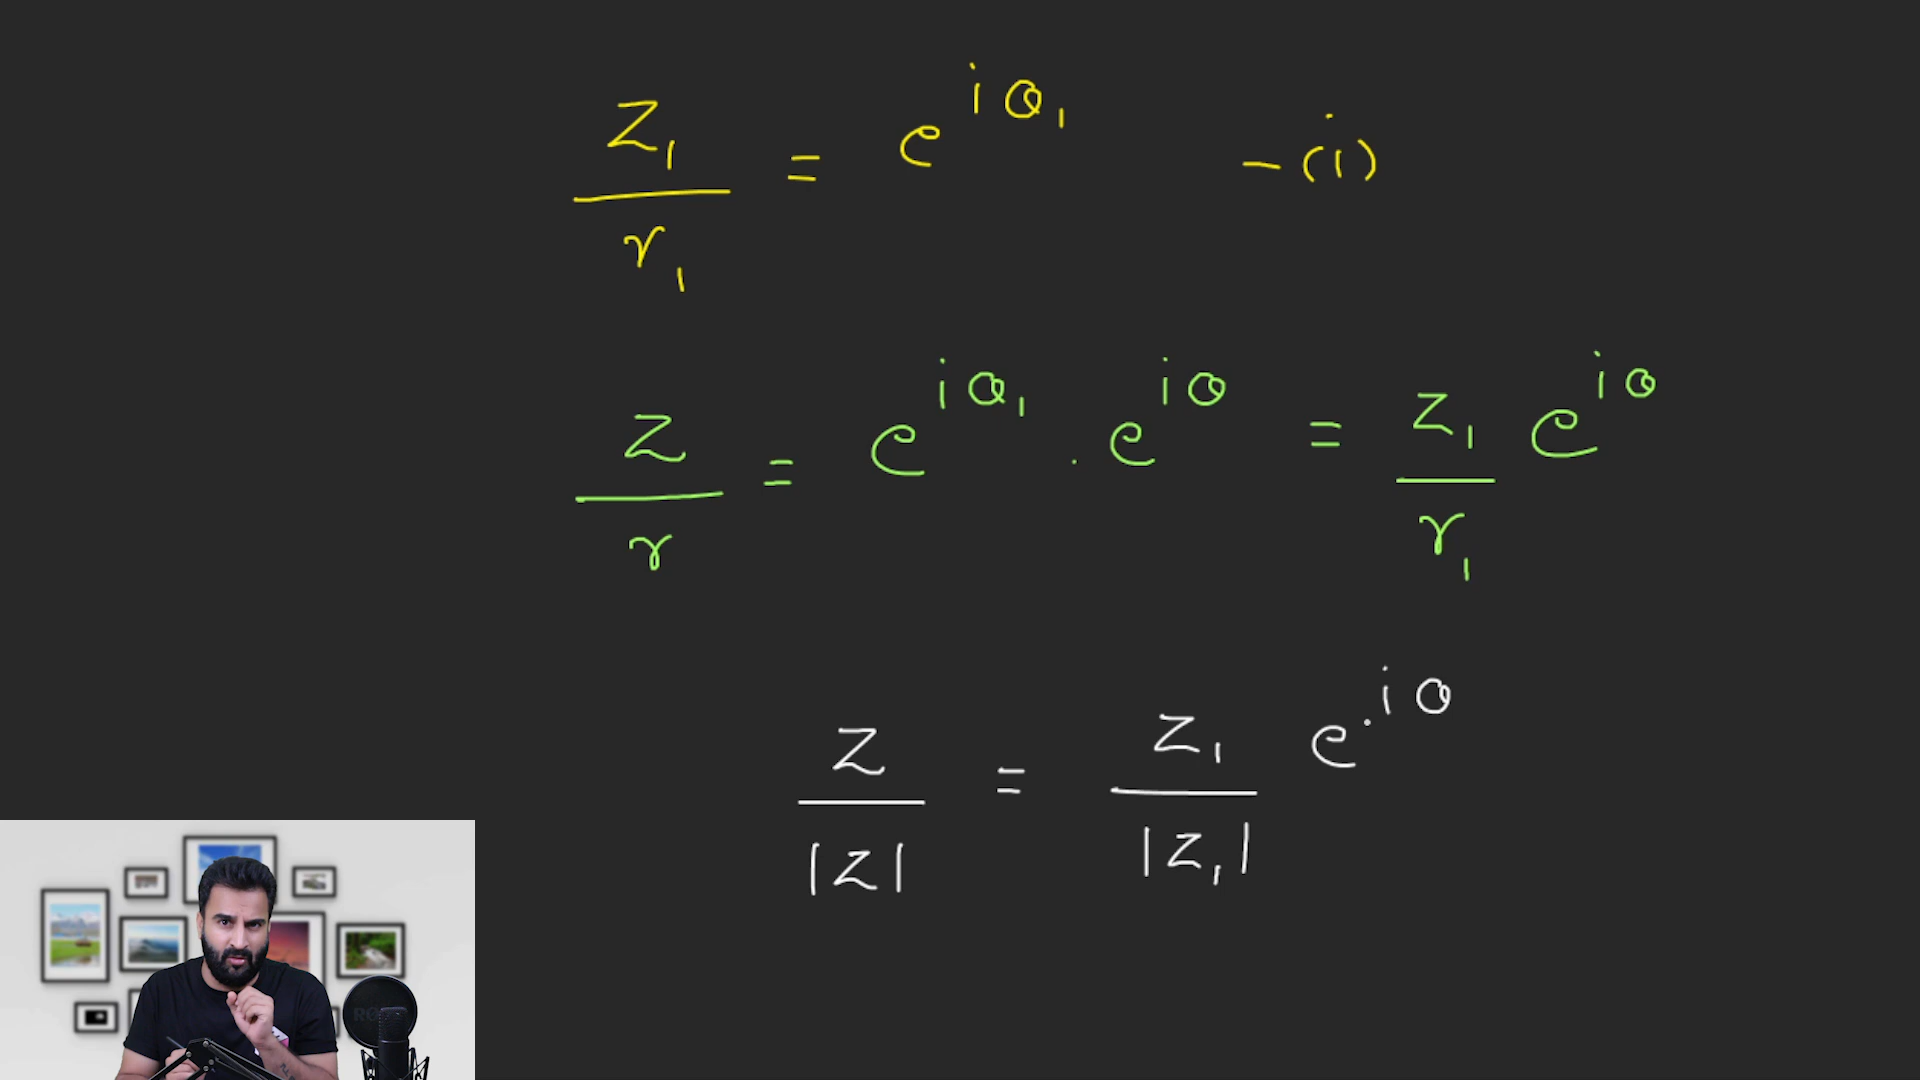 z₁/r₁ = e^{iθ₁} — (i)
z/r = e^{iθ₁} . e^{iθ} = z₁/r₁ e^{iθ}
z/|z| = z₁/|z₁| e^{iθ}